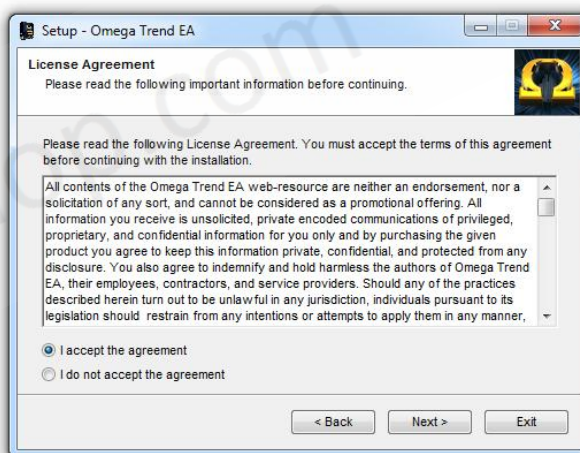 Setup - Omega Trend EA
License Agreement
Please read the following important information before continuing.
Please read the following License Agreement. You must accept the terms of this agreement
before continuing with the installation.
All contents of the Omega Trend EA web-resource are neither an endorsement, nor a
solicitation of any sort, and cannot be considered as a promotional offering. All
information you receive is unsolicited, private encoded communications of privileged,
proprietary, and confidential information for you only and by purchasing the given
product you agree to keep this information private, confidential, and protected from any
disclosure. You also agree to indemnify and hold harmless the authors of Omega Trend
EA, their employees, contractors, and service providers. Should any of the practices
described herein turn out to be unlawful in any jurisdiction, individuals pursuant to its
legislation should restrain from any intentions or attempts to apply them in any manner,
I accept the agreement
I do not accept the agreement
< Back
Next >
Exit